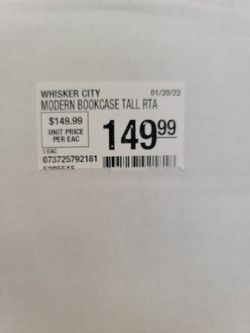 WHISKER CITY 01/20/22
MODERN BOOKCASE TALL RTA
$149.99
UNIT PRICE
PER EAC
149.99
1 EAC
073725792181